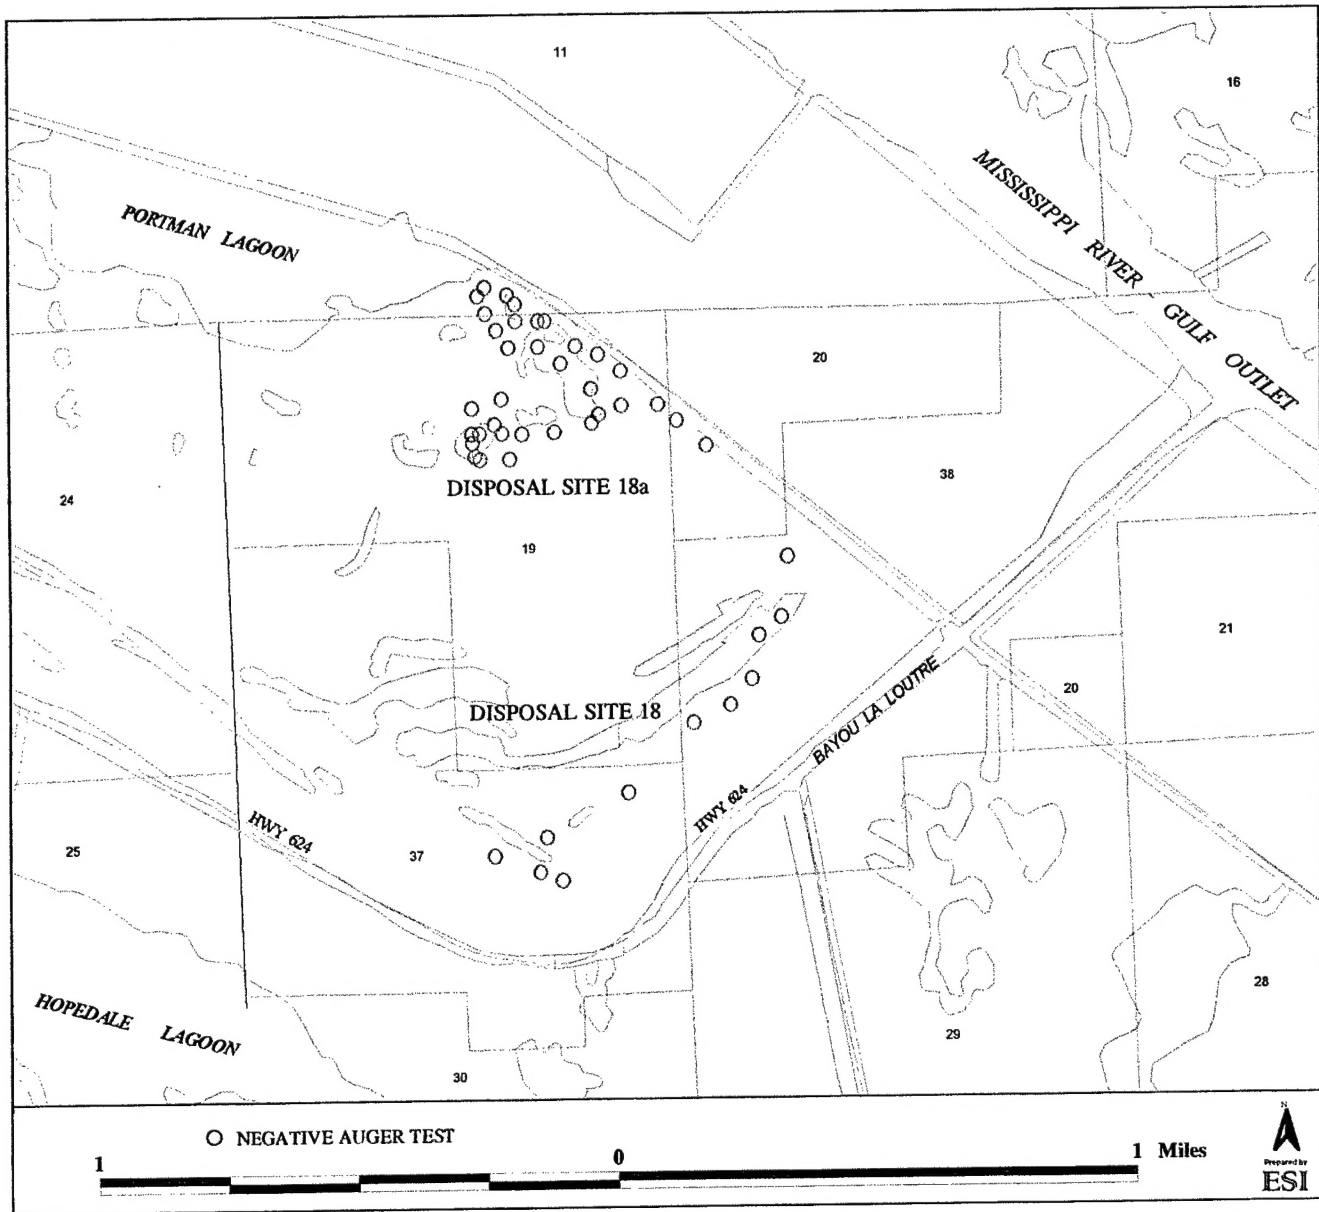 11
16
MISSISSIPPI RIVER - GULF OUTLET
PORTMAN LAGOON
20
38
24
DISPOSAL SITE 18a
19
21
20
BAYOU LA LOUTRE
DISPOSAL SITE 18
HWY 624
HWY 624
25
37
28
HOPEDALE LAGOON
29
30
NEGATIVE AUGER TEST
1 0 1 Miles
N
Prepared by
ESI